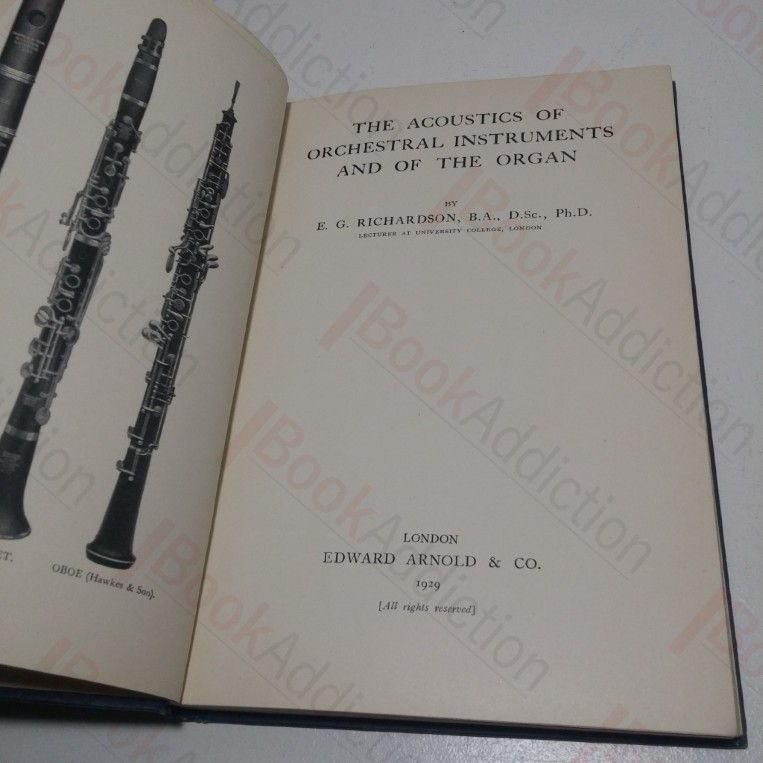 ET.
OBOE (Hawkes & Son).
THE ACOUSTICS OF
ORCHESTRAL INSTRUMENTS
AND OF THE ORGAN
BY
E. G. RICHARDSON, B.A., D.Sc., Ph.D.
LECTURER AT UNIVERSITY COLLEGE, LONDON
LONDON
EDWARD ARNOLD & CO.
1929
[All rights reserved]
BookAddiction